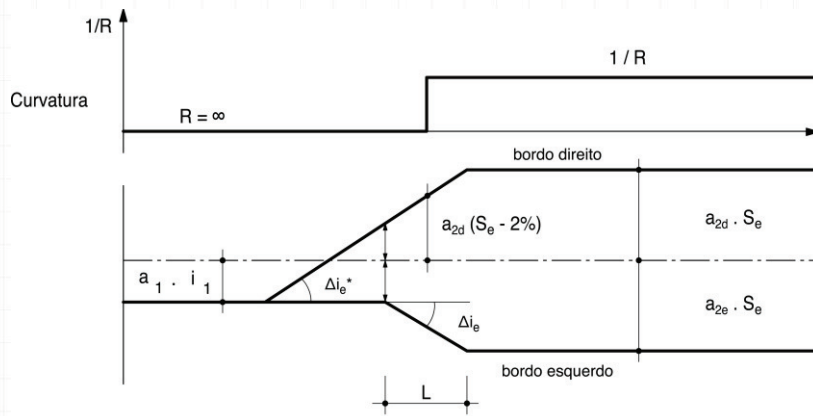 1/R
1 / R
Curvatura
R = ∞
bordo direito
a₂d (Sₑ - 2%)
a₂d . Sₑ
a₁ . i₁
Δiₑ*
Δiₑ
a₂ₑ . Sₑ
bordo esquerdo
L